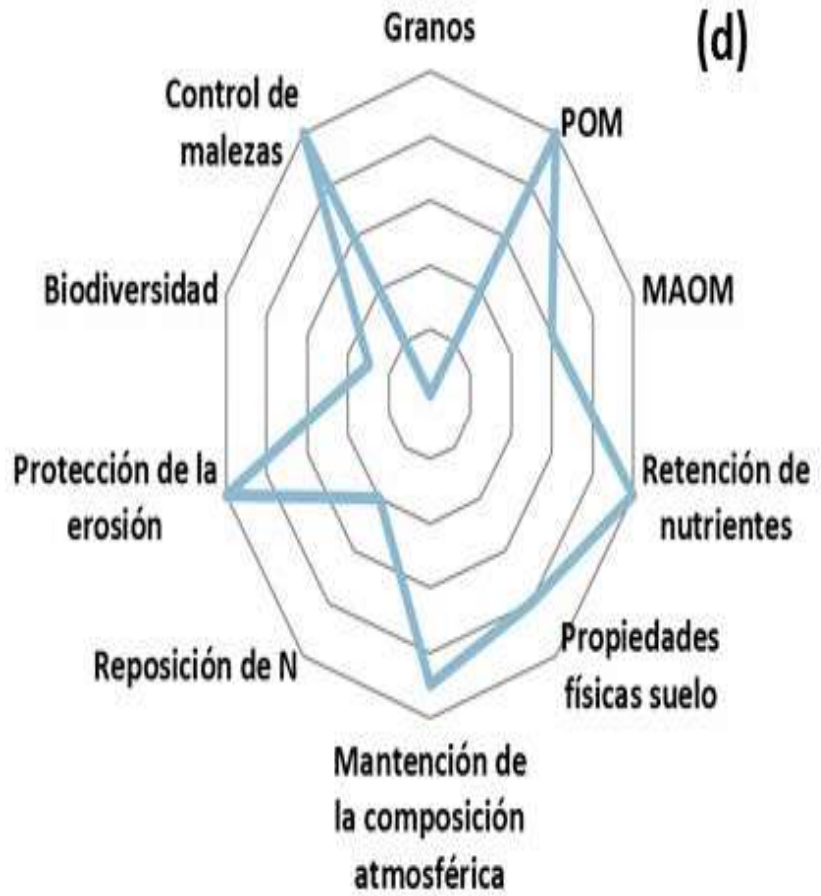 Granos
(d)
Control de
malezas
POM
Biodiversidad
MAOM
Protección de la
erosión
Retención de
nutrientes
Reposición de N
Propiedades
físicas suelo
Mantención de
la composición
atmosférica